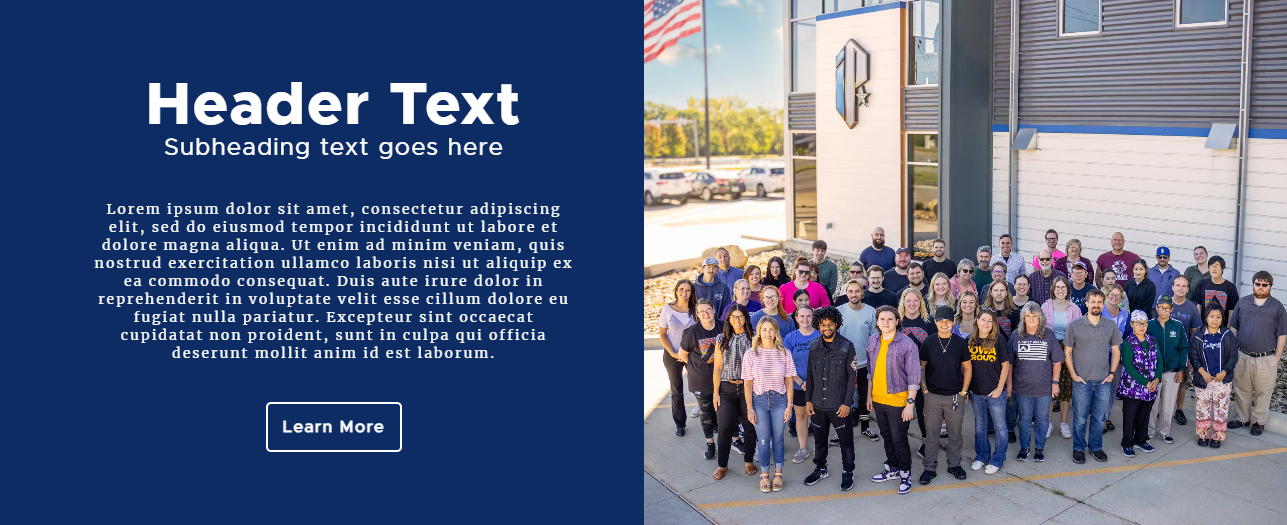 Header Text
Subheading text goes here
Lorem ipsum dolor sit amet, consectetur adipiscing
elit, sed do eiusmod tempor incididunt ut labore et
dolore magna aliqua. Ut enim ad minim veniam, quis
nostrud exercitation ullamco laboris nisi ut aliquip ex
ea commodo consequat. Duis aute irure dolor in
reprehenderit in voluptate velit esse cillum dolore eu
fugiat nulla pariatur. Excepteur sint occaecat
cupidatat non proident, sunt in culpa qui officia
deserunt mollit anim id est laborum.
Learn More
IOWA
PROUD